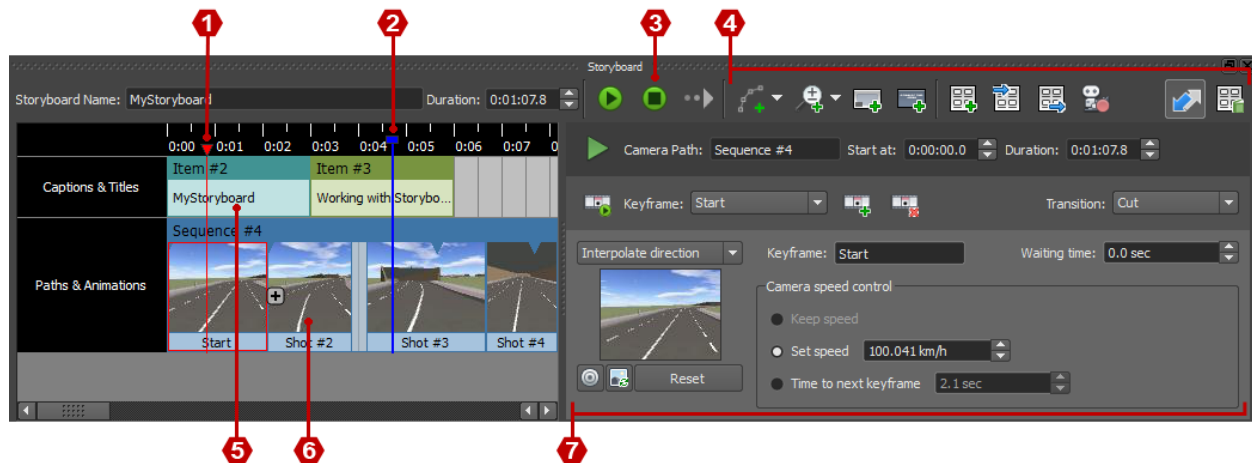 1
2
3
4
Storyboard
Storyboard Name: MyStoryboard Duration: 0:01:07.8
0:00 0:01 0:02 0:03 0:04 0:05 0:06 0:07 0
Captions & Titles
Item #2
Item #3
MyStoryboard
Working with Storybo...
Sequence #4
Paths & Animations
Start
Shot #2
Shot #3
Shot #4
Camera Path: Sequence #4 Start at: 0:00:00.0 Duration: 0:01:07.8
Keyframe: Start Transition: Cut
Interpolate direction
Keyframe: Start Waiting time: 0.0 sec
Camera speed control
Keep speed
Set speed 100.041 km/h
Time to next keyframe 2.1 sec
Reset
5
6
7